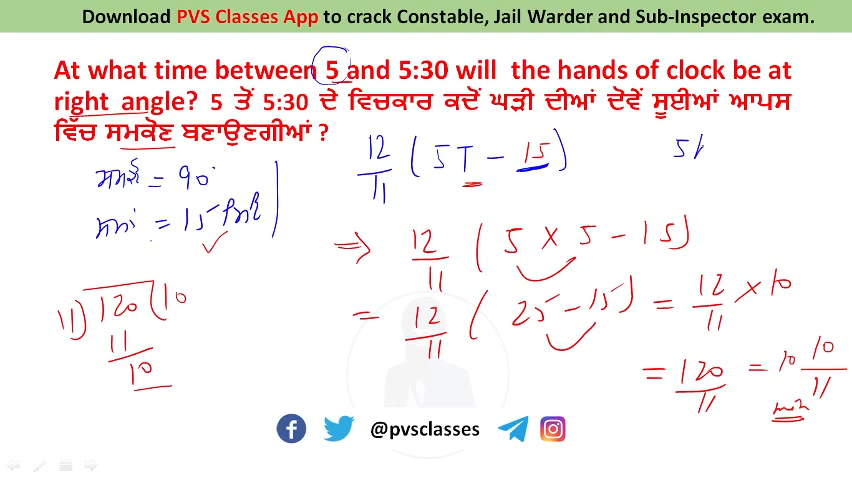 Download PVS Classes App to crack Constable, Jail Warder and Sub-Inspector exam.
At what time between 5 and 5:30 will the hands of clock be at
right angle? 5 ਤੋਂ 5:30 ਦੇ ਵਿਚਕਾਰ ਕਦੋਂ ਘੜੀ ਦੀਆਂ ਦੋਵੇਂ ਸੂਈਆਂ ਆਪਸ
ਵਿੱਚ ਸਮਕੋਣ ਬਣਾਉਣਗੀਆਂ ?
12/11 ( 5T - 15 )
= 90°
= 15 ਮਿੰਟ
=> 12/11 ( 5 × 5 - 15 )
= 12/11 ( 25 - 15 ) = 12/11 × 10
= 120/11 = 10 10/11
min
11) 120 (10
11
10
@pvsclasses